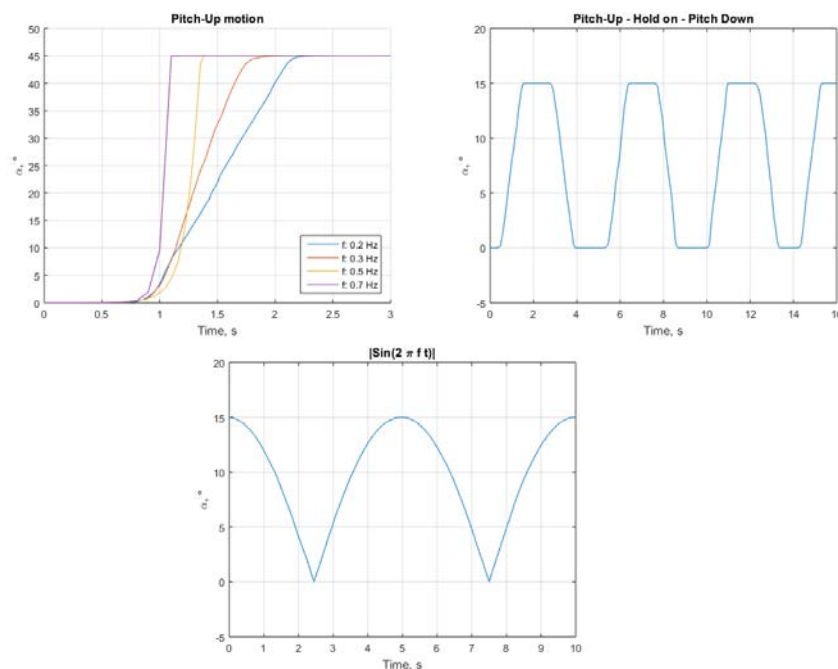 Pitch-Up motion
50
45
40
35
30
25
20
15
10
5
0
α, °
0 0.5 1 1.5 2 2.5 3
Time, s
f: 0.2 Hz
f: 0.3 Hz
f: 0.5 Hz
f: 0.7 Hz
Pitch-Up - Hold on - Pitch Down
20
15
10
5
0
-5
α, °
0 2 4 6 8 10 12 14 16
Time, s
|Sin(2 π f t)|
20
15
10
5
0
-5
α, °
0 1 2 3 4 5 6 7 8 9 10
Time, s